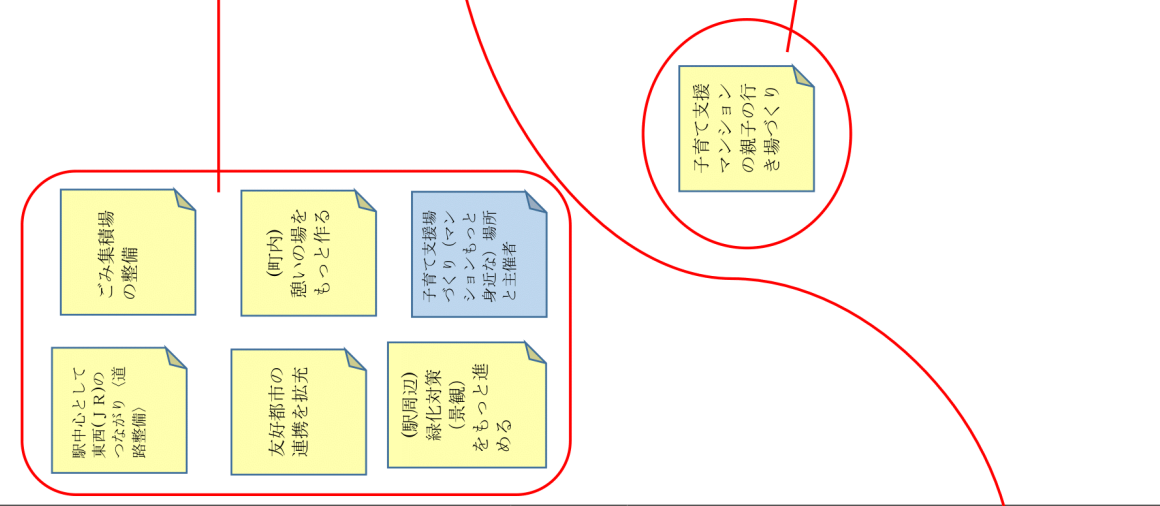 ごみ集積場
の整備
(町内)
憩いの場を
もっと作る
子育て支援場
づくり（マン
ションもっと
身近な）場所
と主催者
子育て支援
マンション
の親子の行
き場づくり
駅中心として
東西(ＪＲ)の
つながり〈道
路整備〉
友好都市の
連携を拡充
(駅周辺)
緑化対策
（景観）
をもっと進
める